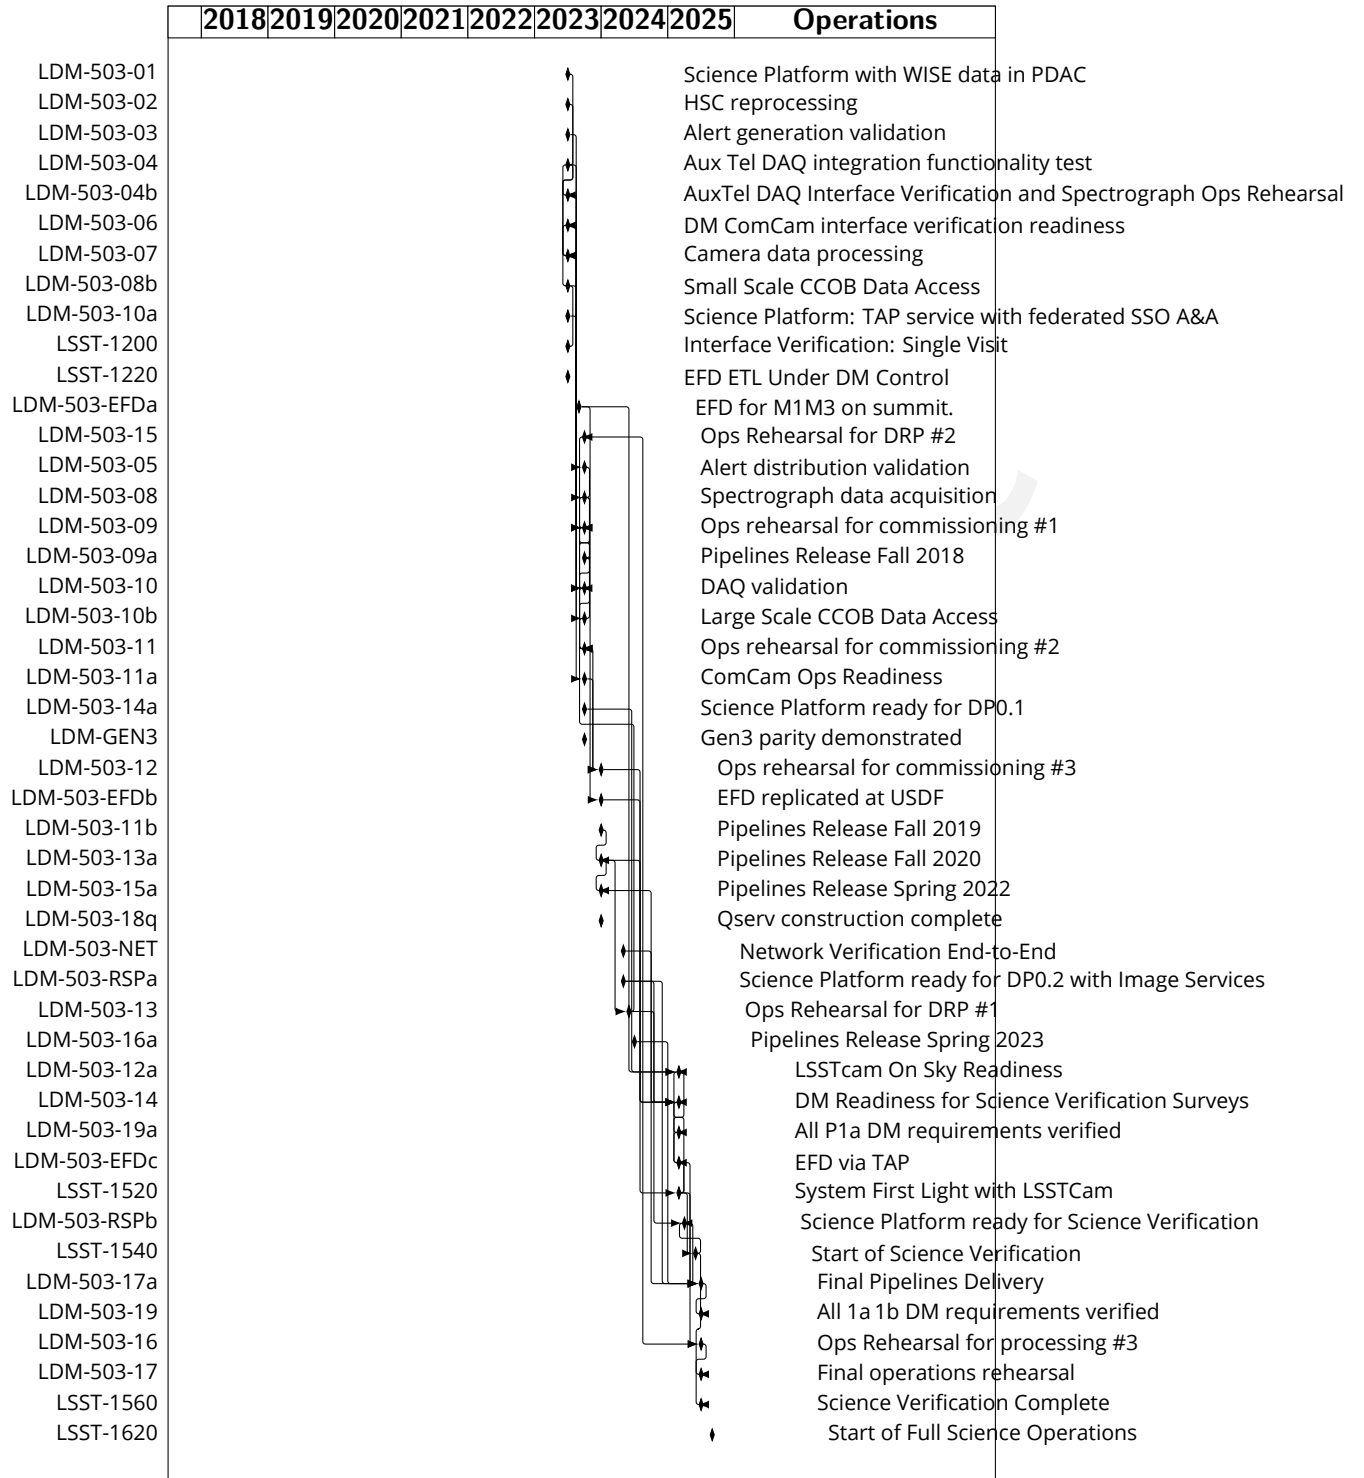 2018 2019 2020 2021 2022 2023 2024 2025 Operations
LDM-503-01 Science Platform with WISE data in PDAC
LDM-503-02 HSC reprocessing
LDM-503-03 Alert generation validation
LDM-503-04 Aux Tel DAQ integration functionality test
LDM-503-04b AuxTel DAQ Interface Verification and Spectrograph Ops Rehearsal
LDM-503-06 DM ComCam interface verification readiness
LDM-503-07 Camera data processing
LDM-503-08b Small Scale CCOB Data Access
LDM-503-10a Science Platform: TAP service with federated SSO A&A
LSST-1200 Interface Verification: Single Visit
LSST-1220 EFD ETL Under DM Control
LDM-503-EFDa EFD for M1M3 on summit.
LDM-503-15 Ops Rehearsal for DRP #2
LDM-503-05 Alert distribution validation
LDM-503-08 Spectrograph data acquisition
LDM-503-09 Ops rehearsal for commissioning #1
LDM-503-09a Pipelines Release Fall 2018
LDM-503-10 DAQ validation
LDM-503-10b Large Scale CCOB Data Access
LDM-503-11 Ops rehearsal for commissioning #2
LDM-503-11a ComCam Ops Readiness
LDM-503-14a Science Platform ready for DP0.1
LDM-GEN3 Gen3 parity demonstrated
LDM-503-12 Ops rehearsal for commissioning #3
LDM-503-EFDb EFD replicated at USDF
LDM-503-11b Pipelines Release Fall 2019
LDM-503-13a Pipelines Release Fall 2020
LDM-503-15a Pipelines Release Spring 2022
LDM-503-18q Qserv construction complete
LDM-503-NET Network Verification End-to-End
LDM-503-RSPa Science Platform ready for DP0.2 with Image Services
LDM-503-13 Ops Rehearsal for DRP #1
LDM-503-16a Pipelines Release Spring 2023
LDM-503-12a LSSTcam On Sky Readiness
LDM-503-14 DM Readiness for Science Verification Surveys
LDM-503-19a All P1a DM requirements verified
LDM-503-EFDc EFD via TAP
LSST-1520 System First Light with LSSTCam
LDM-503-RSPb Science Platform ready for Science Verification
LSST-1540 Start of Science Verification
LDM-503-17a Final Pipelines Delivery
LDM-503-19 All 1a 1b DM requirements verified
LDM-503-16 Ops Rehearsal for processing #3
LDM-503-17 Final operations rehearsal
LSST-1560 Science Verification Complete
LSST-1620 Start of Full Science Operations